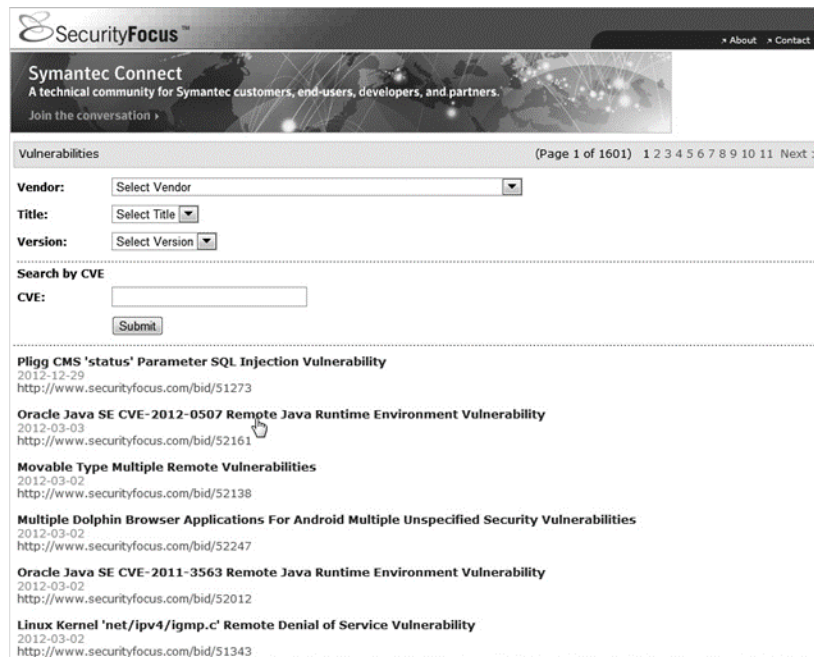 SecurityFocus™
About Contact
Symantec Connect
A technical community for Symantec customers, end-users, developers, and partners.
Join the conversation
Vulnerabilities (Page 1 of 1601) 1 2 3 4 5 6 7 8 9 10 11 Next
Vendor: Select Vendor
Title: Select Title
Version: Select Version
Search by CVE
CVE:
Submit
Pligg CMS 'status' Parameter SQL Injection Vulnerability
2012-12-29
http://www.securityfocus.com/bid/51273
Oracle Java SE CVE-2012-0507 Remote Java Runtime Environment Vulnerability
2012-03-03
http://www.securityfocus.com/bid/52161
Movable Type Multiple Remote Vulnerabilities
2012-03-02
http://www.securityfocus.com/bid/52138
Multiple Dolphin Browser Applications For Android Multiple Unspecified Security Vulnerabilities
2012-03-02
http://www.securityfocus.com/bid/52247
Oracle Java SE CVE-2011-3563 Remote Java Runtime Environment Vulnerability
2012-03-02
http://www.securityfocus.com/bid/52012
Linux Kernel 'net/ipv4/igmp.c' Remote Denial of Service Vulnerability
2012-03-02
http://www.securityfocus.com/bid/51343